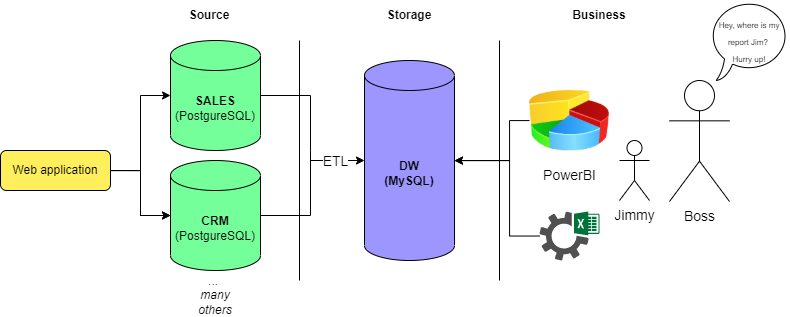 Source
Storage
Business
Hey, where is my
report Jim?
Hurry up!
SALES
(PostgureSQL)
Web application
ETL
DW
(MySQL)
PowerBI
CRM
(PostgureSQL)
Jimmy
Boss
X
...
many
others